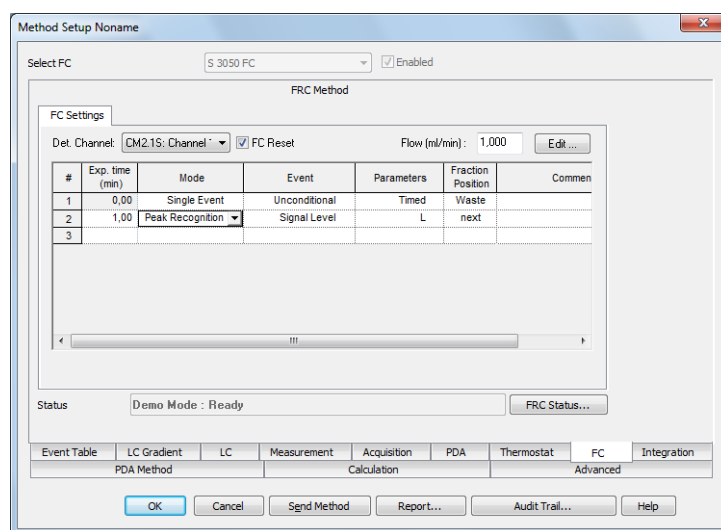 Method Setup Noname
Select FC S 3050 FC Enabled
FRC Method
FC Settings
Det. Channel: CM2.1S: Channel FC Reset Flow (ml/min) : 1,000 Edit ...
# Exp. time (min) Mode Event Parameters Fraction Position Commen
1 0,00 Single Event Unconditional Timed Waste
2 1,00 Peak Recognition Signal Level L next
3
Status Demo Mode : Ready FRC Status...
Event Table LC Gradient LC Measurement Acquisition PDA Thermostat FC Integration
PDA Method Calculation Advanced
OK Cancel Send Method Report... Audit Trail... Help